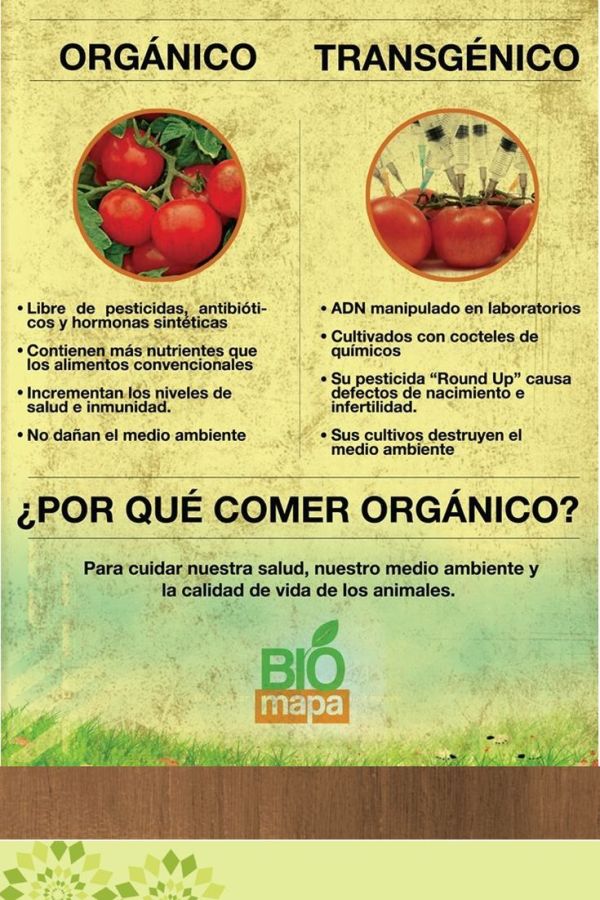 ORGÁNICO
TRANSGÉNICO
• Libre de pesticidas, antibióti-
cos y hormonas sintéticas
• Contienen más nutrientes que
los alimentos convencionales
• Incrementan los niveles de
salud e inmunidad.
• No dañan el medio ambiente
• ADN manipulado en laboratorios
• Cultivados con cocteles de
químicos
• Su pesticida “Round Up” causa
defectos de nacimiento e
infertilidad.
• Sus cultivos destruyen el
medio ambiente
¿POR QUÉ COMER ORGÁNICO?
Para cuidar nuestra salud, nuestro medio ambiente y
la calidad de vida de los animales.
BIO
mapa